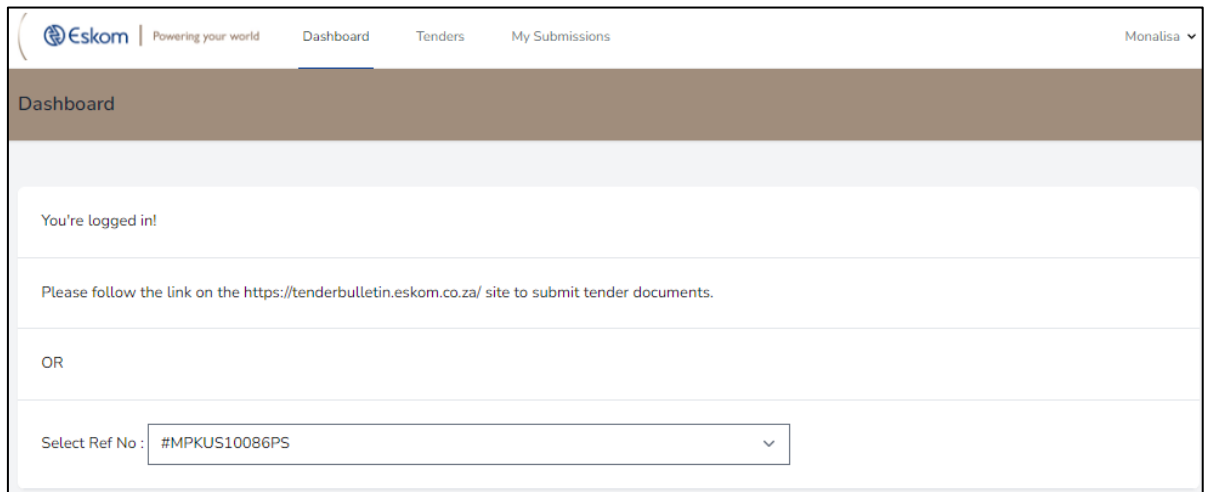 Eskom Powering your world Dashboard Tenders My Submissions Monalisa
Dashboard
You're logged in!
Please follow the link on the https://tenderbulletin.eskom.co.za/ site to submit tender documents.
OR
Select Ref No : #MPKUS10086PS